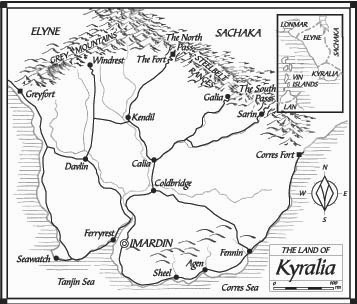 ELYNE
SACHAKA
LONMAR
ELYNE
SACHAKA
KYRALIA
VIN
ISLANDS
LAN
GREY MOUNTAINS
The North
Pass
The Fort
STEELBELT
RANGES
Windrest
Greyfort
Galia
The South
Pass
Sarin
Kendil
Calia
Corres Fort
Davlin
Coldbridge
N
W
E
S
Ferryrest
IMARDIN
Seawatch
Tanjin Sea
Sheel
Agen
Fennin
Corres Sea
THE LAND OF
Kyralia
0